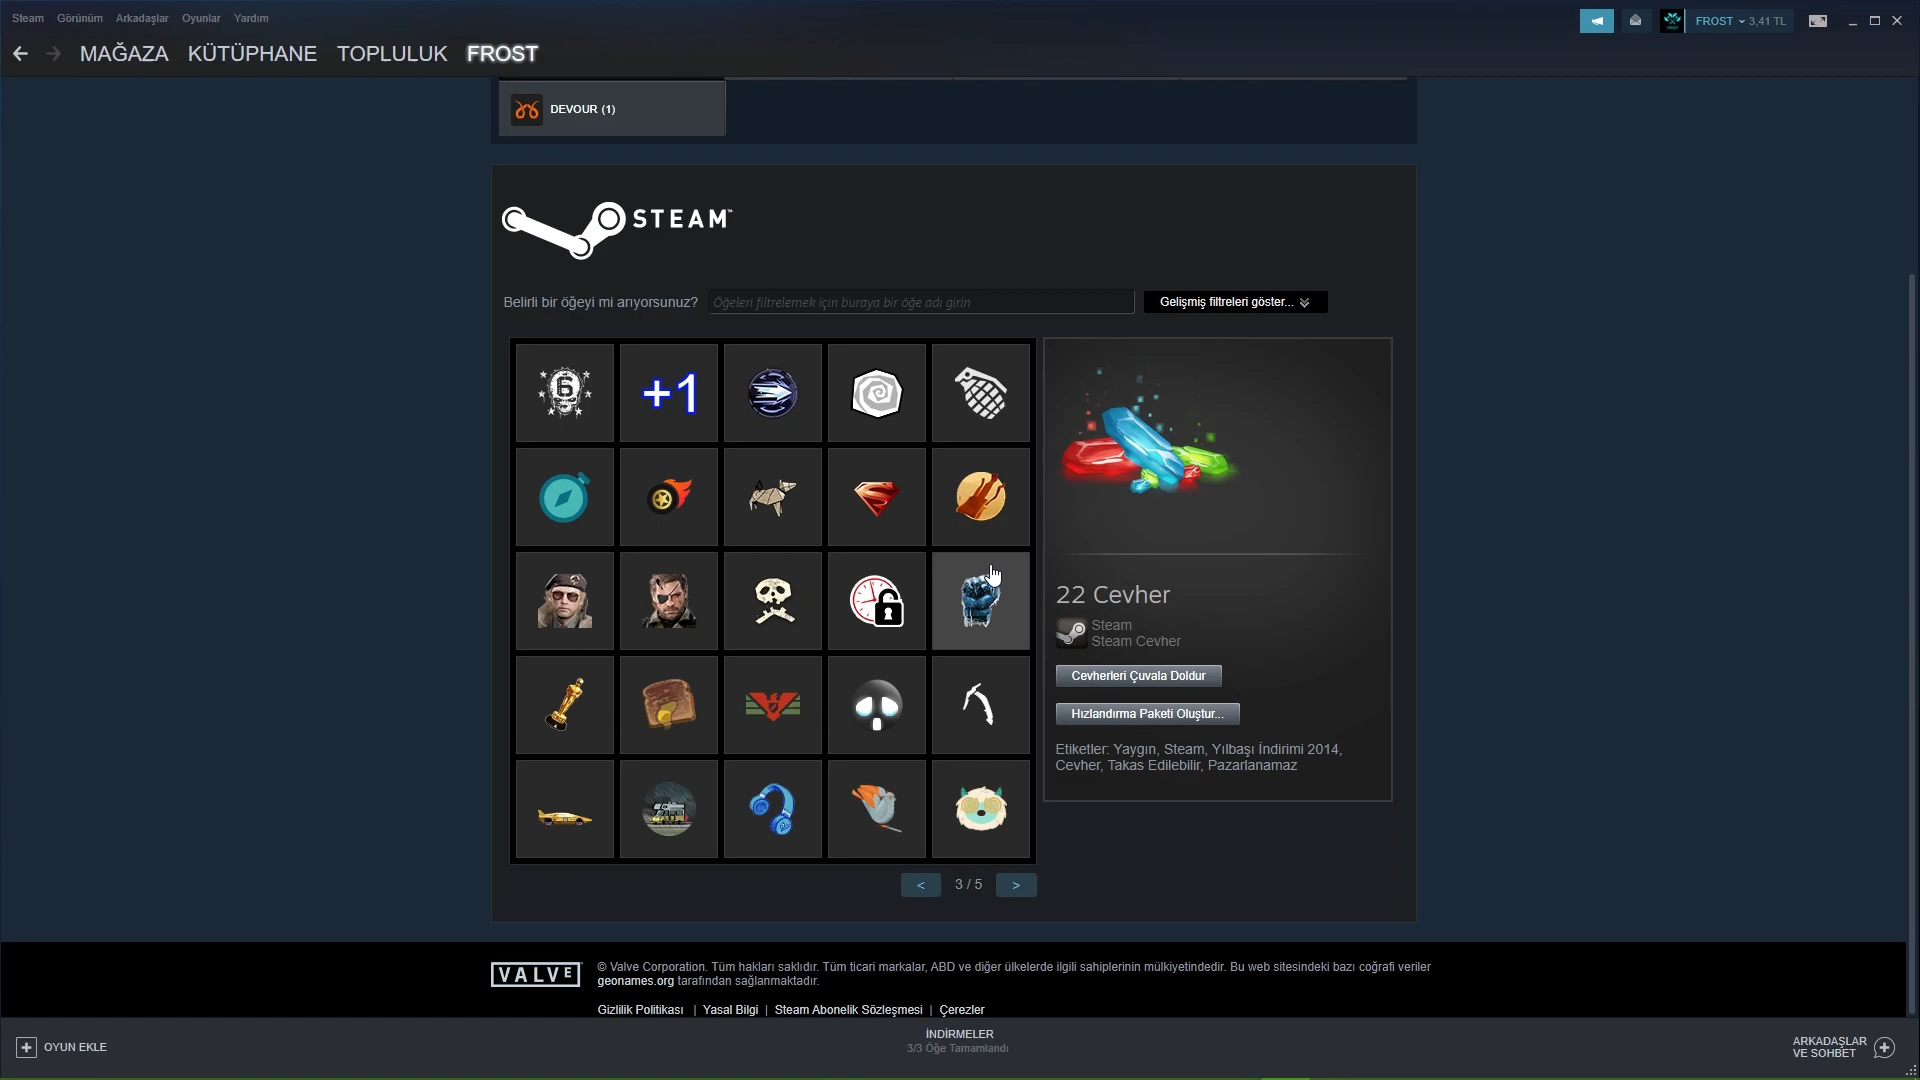 Steam Görünüm Arkadaşlar Oyunlar Yardım
FROST 3,41 TL
MAĞAZA KÜTÜPHANE TOPLULUK FROST
DEVOUR (1)
STEAM™
Belirli bir öğeyi mi arıyorsunuz? Öğeleri filtrelemek için buraya bir öğe adı girin Gelişmiş filtreleri göster...
6
+1
22 Cevher
Steam
Steam Cevher
Cevherleri Çuvala Doldur
Hızlandırma Paketi Oluştur...
Etiketler: Yaygın, Steam, Yılbaşı İndirimi 2014,
Cevher, Takas Edilebilir, Pazarlanamaz
< 3 / 5 >
VALVE
© Valve Corporation. Tüm hakları saklıdır. Tüm ticari markalar, ABD ve diğer ülkelerde ilgili sahiplerinin mülkiyetindedir. Bu web sitesindeki bazı coğrafi veriler
geonames.org tarafından sağlanmaktadır.
Gizlilik Politikası | Yasal Bilgi | Steam Abonelik Sözleşmesi | Çerezler
OYUN EKLE
İNDİRMELER
3/3 Öğe Tamamlandı
ARKADAŞLAR
VE SOHBET